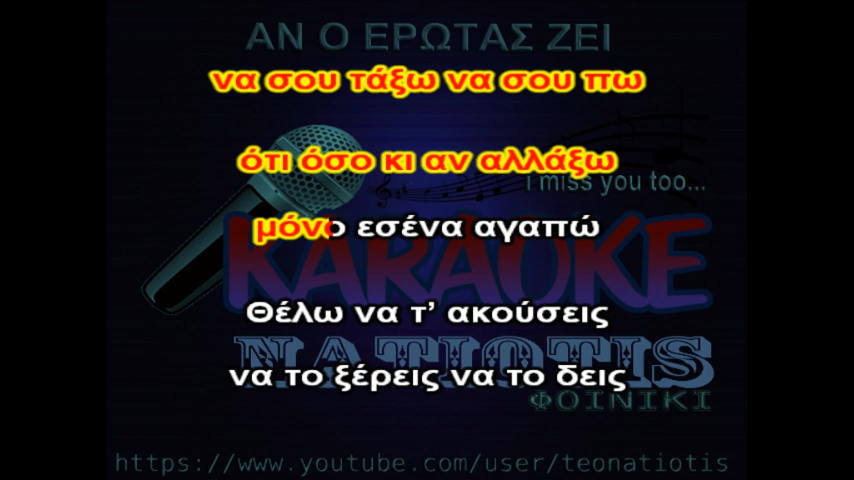 ΑΝ Ο ΕΡΩΤΑΣ ΖΕΙ
να σου τάξω να σου πω
ότι όσο κι αν αλλάξω
I miss you too...
μόνο εσένα αγαπώ
KARAOKE
Θέλω να τ’ ακούσεις
NATIOTIS
να το ξέρεις να το δεις
ΦΟΙΝΙΚΙ
https://www.youtube.com/user/teonatiotis